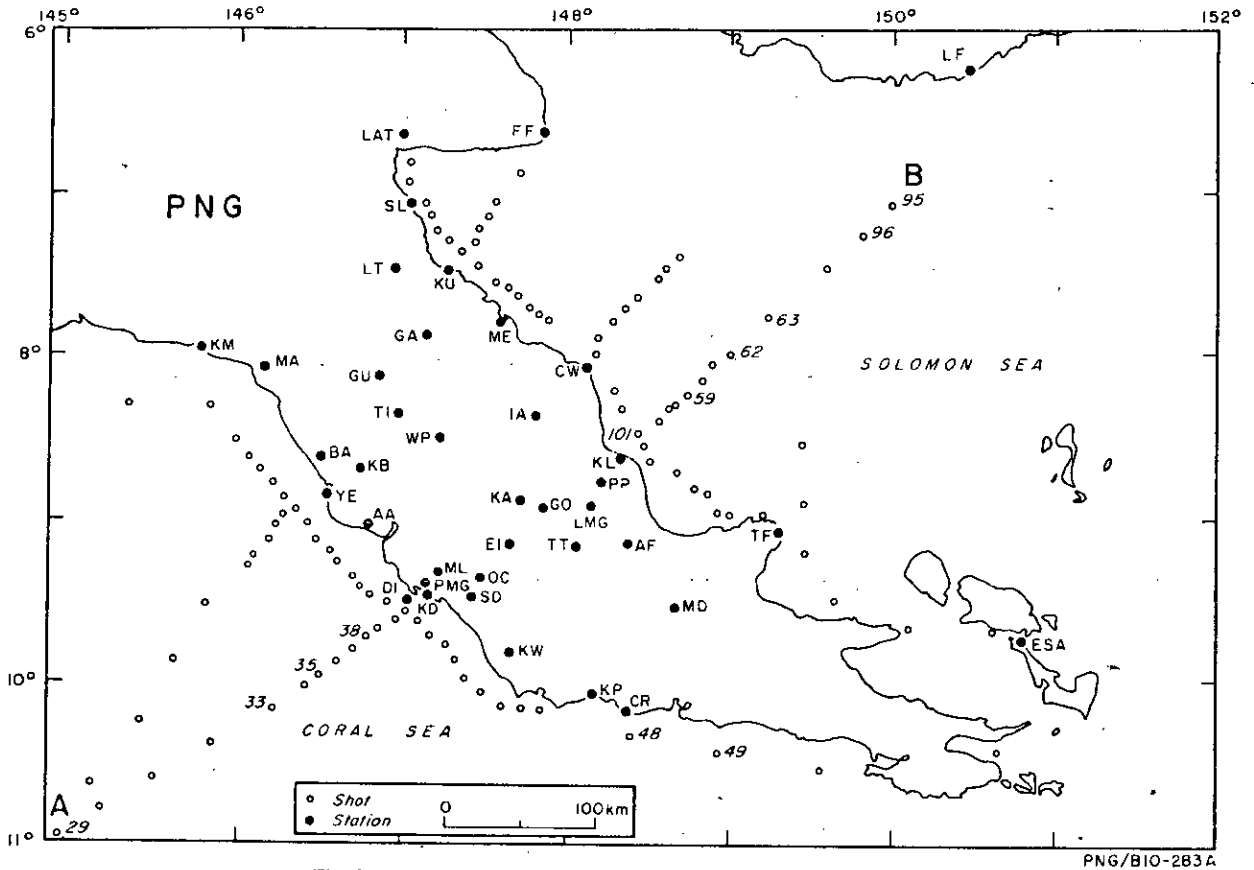 145° 146° 148° 150° 152°
6°
LF
LAT FF
B
95
PNG
SL
96
LT
KU
63
GA ME
8°
KM
62
MA
CW
SOLOMON SEA
GU
59
TI IA
WP
101
BA
KB
KL
PP
YE
KA GO
LMG
AA
TF
EI TT AF
ML
OC
PMG
DI
KD
SD
MD
38
ESA
KW
35
10°
KP
33
CR
CORAL SEA
48
49
A
Shot 0 100km
Station
29
11°
PNG/B10-283A